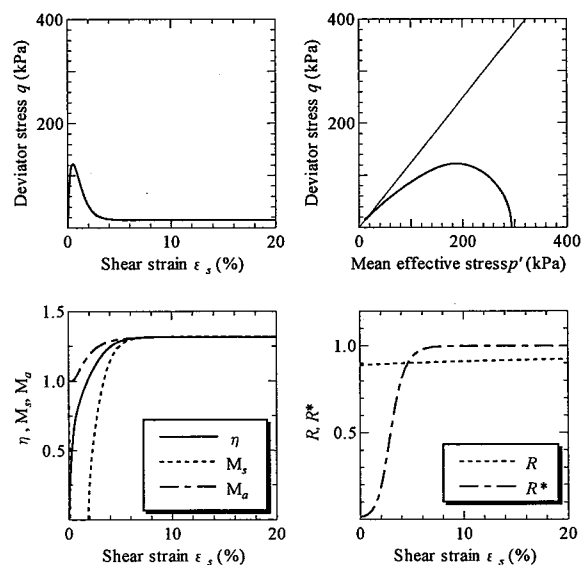 400
200
0
10
20
Deviator stress q (kPa)
Shear strain ε s (%)
400
200
0
200
400
Deviator stress q (kPa)
Mean effective stress p′ (kPa)
1.5
1.0
0.5
0
10
20
η , Ms, Ma
η
Ms
Ma
Shear strain ε s (%)
1.0
0.5
0
10
20
R, R*
R
R*
Shear strain ε s (%)